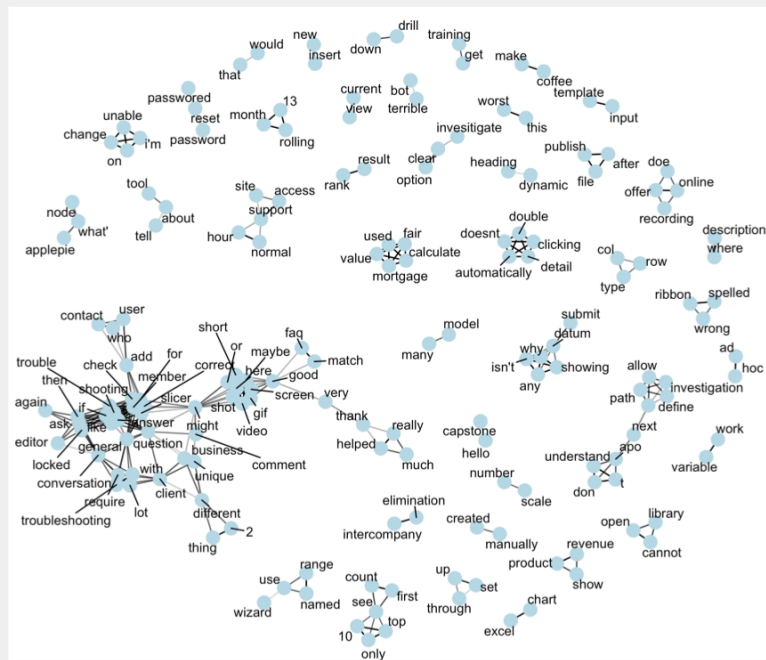 drill
new
down
training
would
insert
get
make
that
coffee
current
bot
template
passwored
13
view
terrible
worst
input
reset
month
unable
change
i'm
password
rolling
invesitigate
this
on
publish
after
doe
result
clear
heading
file
offer
online
rank
option
dynamic
recording
tool
site
access
node
about
support
what'
tell
hour
normal
applepie
double
used
fair
doesnt
clicking
description
value
calculate
where
mortgage
automatically
detail
col
row
type
ribbon
spelled
wrong
contact
user
who
short
submit
model
datum
or
faq
why
many
isn't
showing
any
ad
hoc
trouble
check
add
for
correct
maybe
match
then
shooting
member
here
good
allow
path
investigation
define
again
if
slicer
screen
very
ask
like
answer
shot
gif
might
video
thank
really
next
editor
general
question
business
helped
much
capstone
hello
apo
work
locked
with
comment
understand
variable
conversation
unique
number
don
t
require
client
scale
troubleshooting
lot
different
elimination
thing
2
intercompany
created
manually
open
library
cannot
range
revenue
use
count
up
product
named
see
first
set
show
wizard
through
top
chart
10
only
excel